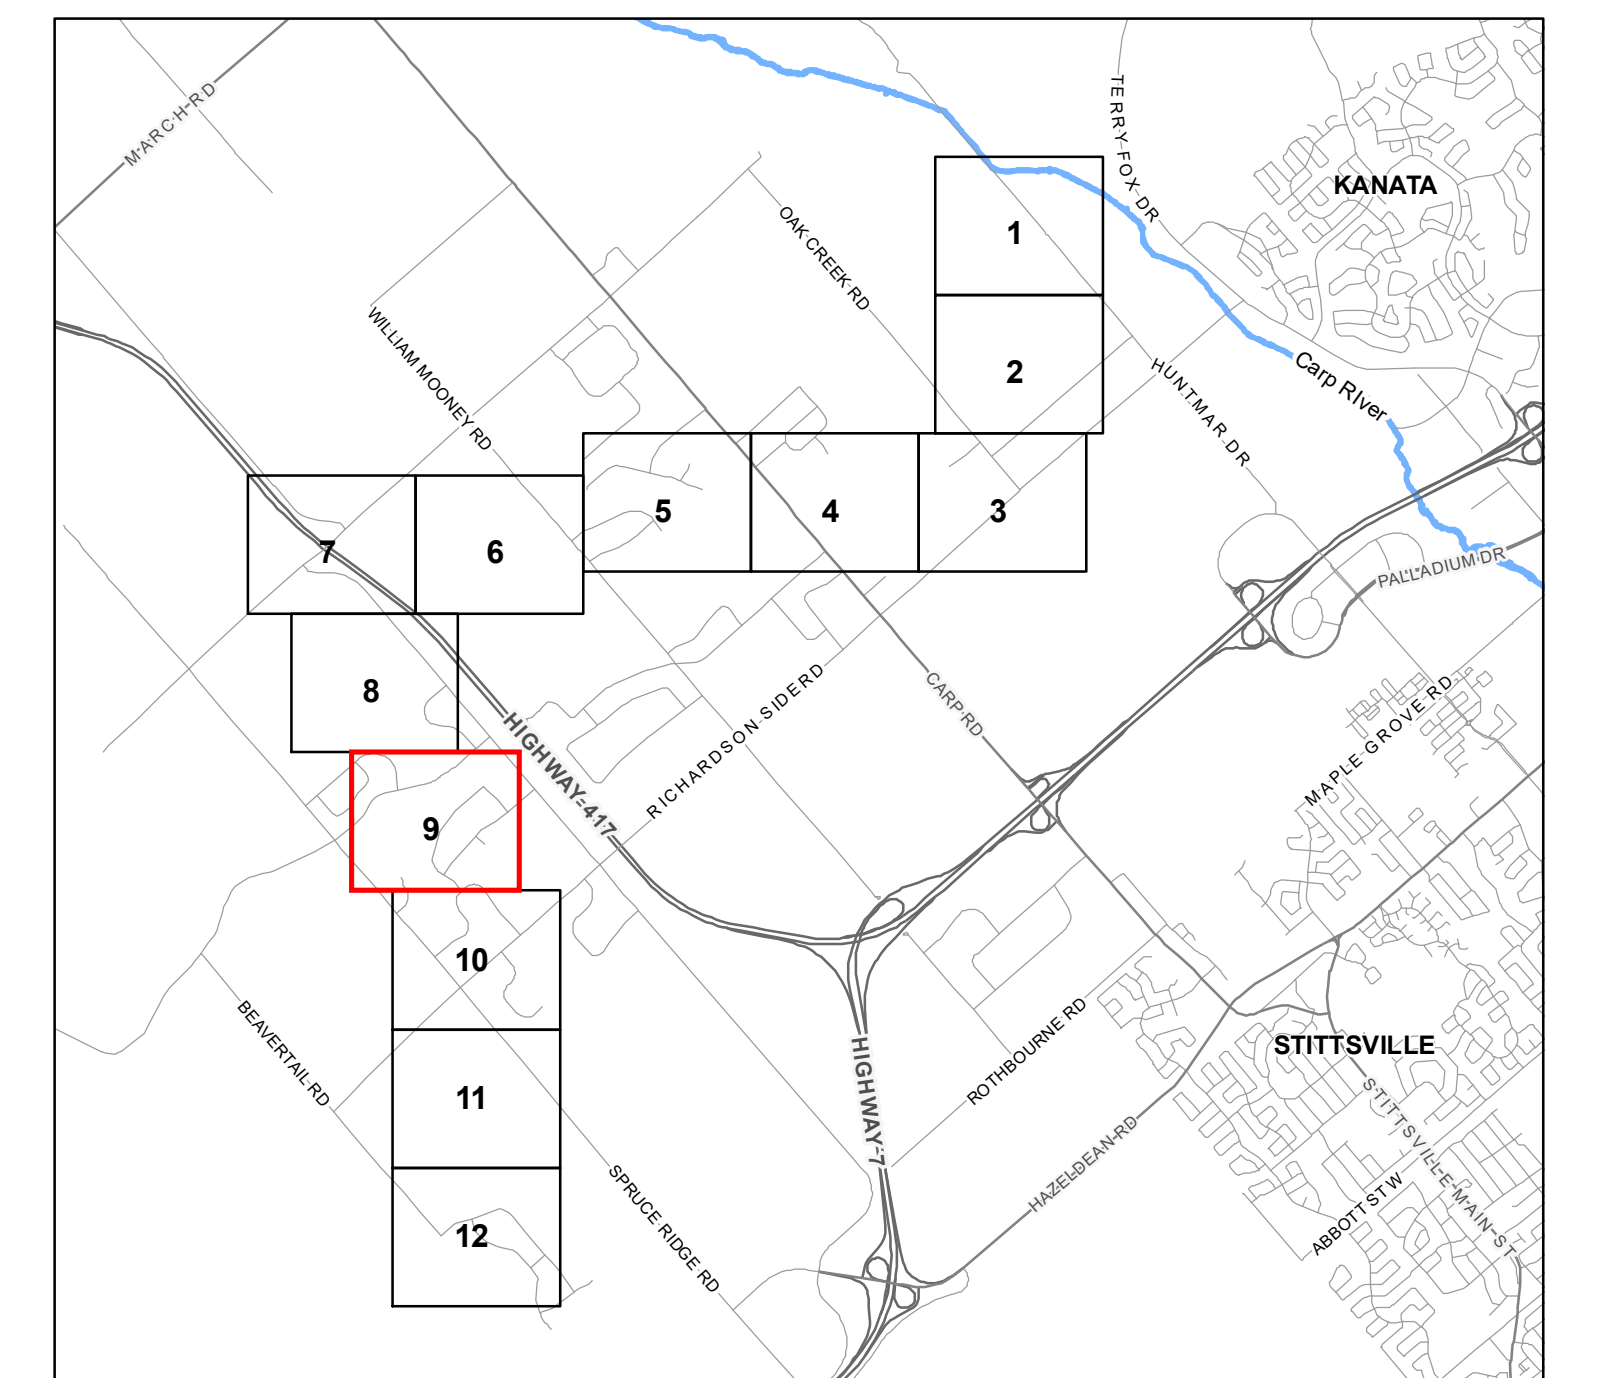 MARCH RD
TERRY FOX DR
KANATA
OAK CREEK RD
1
WILLIAM MOONEY RD
2
Carp RIver
HUNTMAR DR
5
4
3
7
6
PALLADIUM DR
8
CARP RD
RICHARDSON SIDE RD
MAPLE GROVE RD
HIGHWAY 417
9
10
BEAVERTAIL RD
ROTHBOURNE RD
STITTSVILLE
11
HIGHWAY 7
HAZELDEAN RD
STITTSVILLE MAIN ST
ABBOTT ST W
SPRUCE RIDGE RD
12